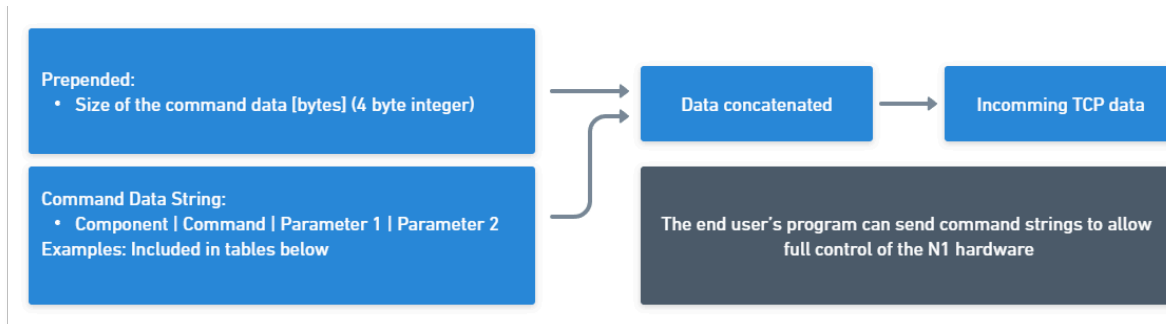 Prepended:
• Size of the command data [bytes] (4 byte integer)
Data concatenated
Incomming TCP data
Command Data String:
• Component | Command | Parameter 1 | Parameter 2
Examples: Included in tables below
The end user's program can send command strings to allow
full control of the N1 hardware